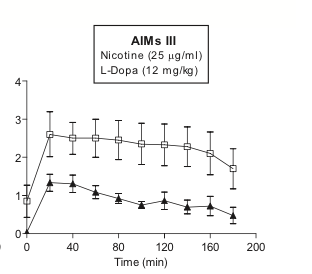 AIMs III
Nicotine (25 µg/ml)
L-Dopa (12 mg/kg)
4
3
2
1
0
0 40 80 120 160 200
Time (min)